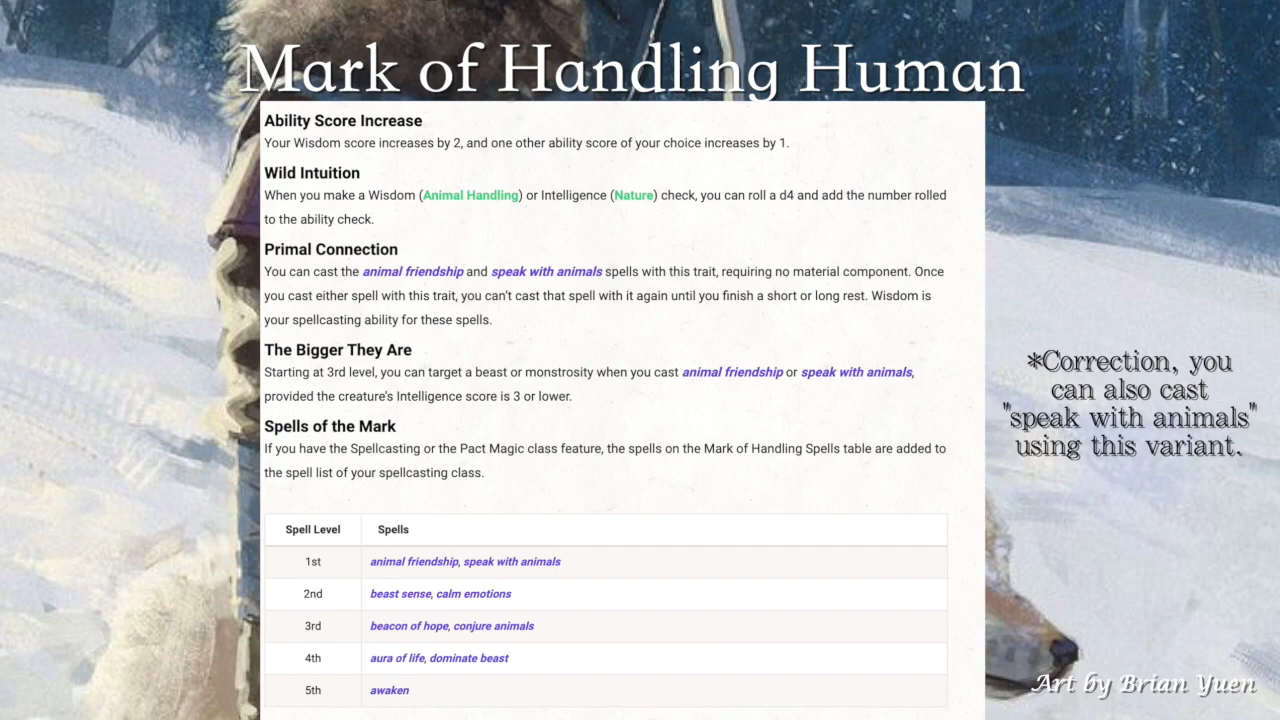 Mark of Handling Human
Ability Score Increase
Your Wisdom score increases by 2, and one other ability score of your choice increases by 1.
Wild Intuition
When you make a Wisdom (Animal Handling) or Intelligence (Nature) check, you can roll a d4 and add the number rolled
to the ability check.
Primal Connection
You can cast the animal friendship and speak with animals spells with this trait, requiring no material component. Once
you cast either spell with this trait, you can't cast that spell with it again until you finish a short or long rest. Wisdom is
your spellcasting ability for these spells.
The Bigger They Are
Starting at 3rd level, you can target a beast or monstrosity when you cast animal friendship or speak with animals,
provided the creature's Intelligence score is 3 or lower.
Spells of the Mark
If you have the Spellcasting or the Pact Magic class feature, the spells on the Mark of Handling Spells table are added to
the spell list of your spellcasting class.
Spell Level Spells
1st animal friendship, speak with animals
2nd beast sense, calm emotions
3rd beacon of hope, conjure animals
4th aura of life, dominate beast
5th awaken
*Correction, you
can also cast
"speak with animals"
using this variant.
Art by Brian Yuen